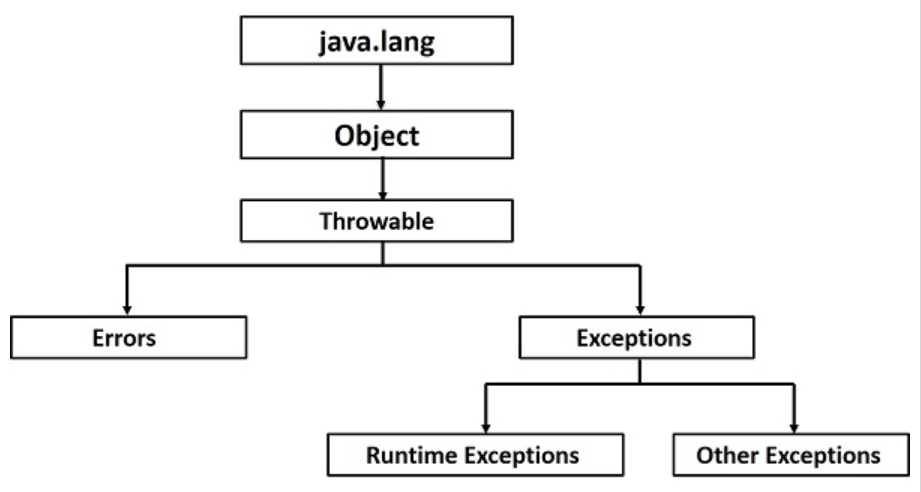 java.lang
Object
Throwable
Errors
Exceptions
Runtime Exceptions
Other Exceptions